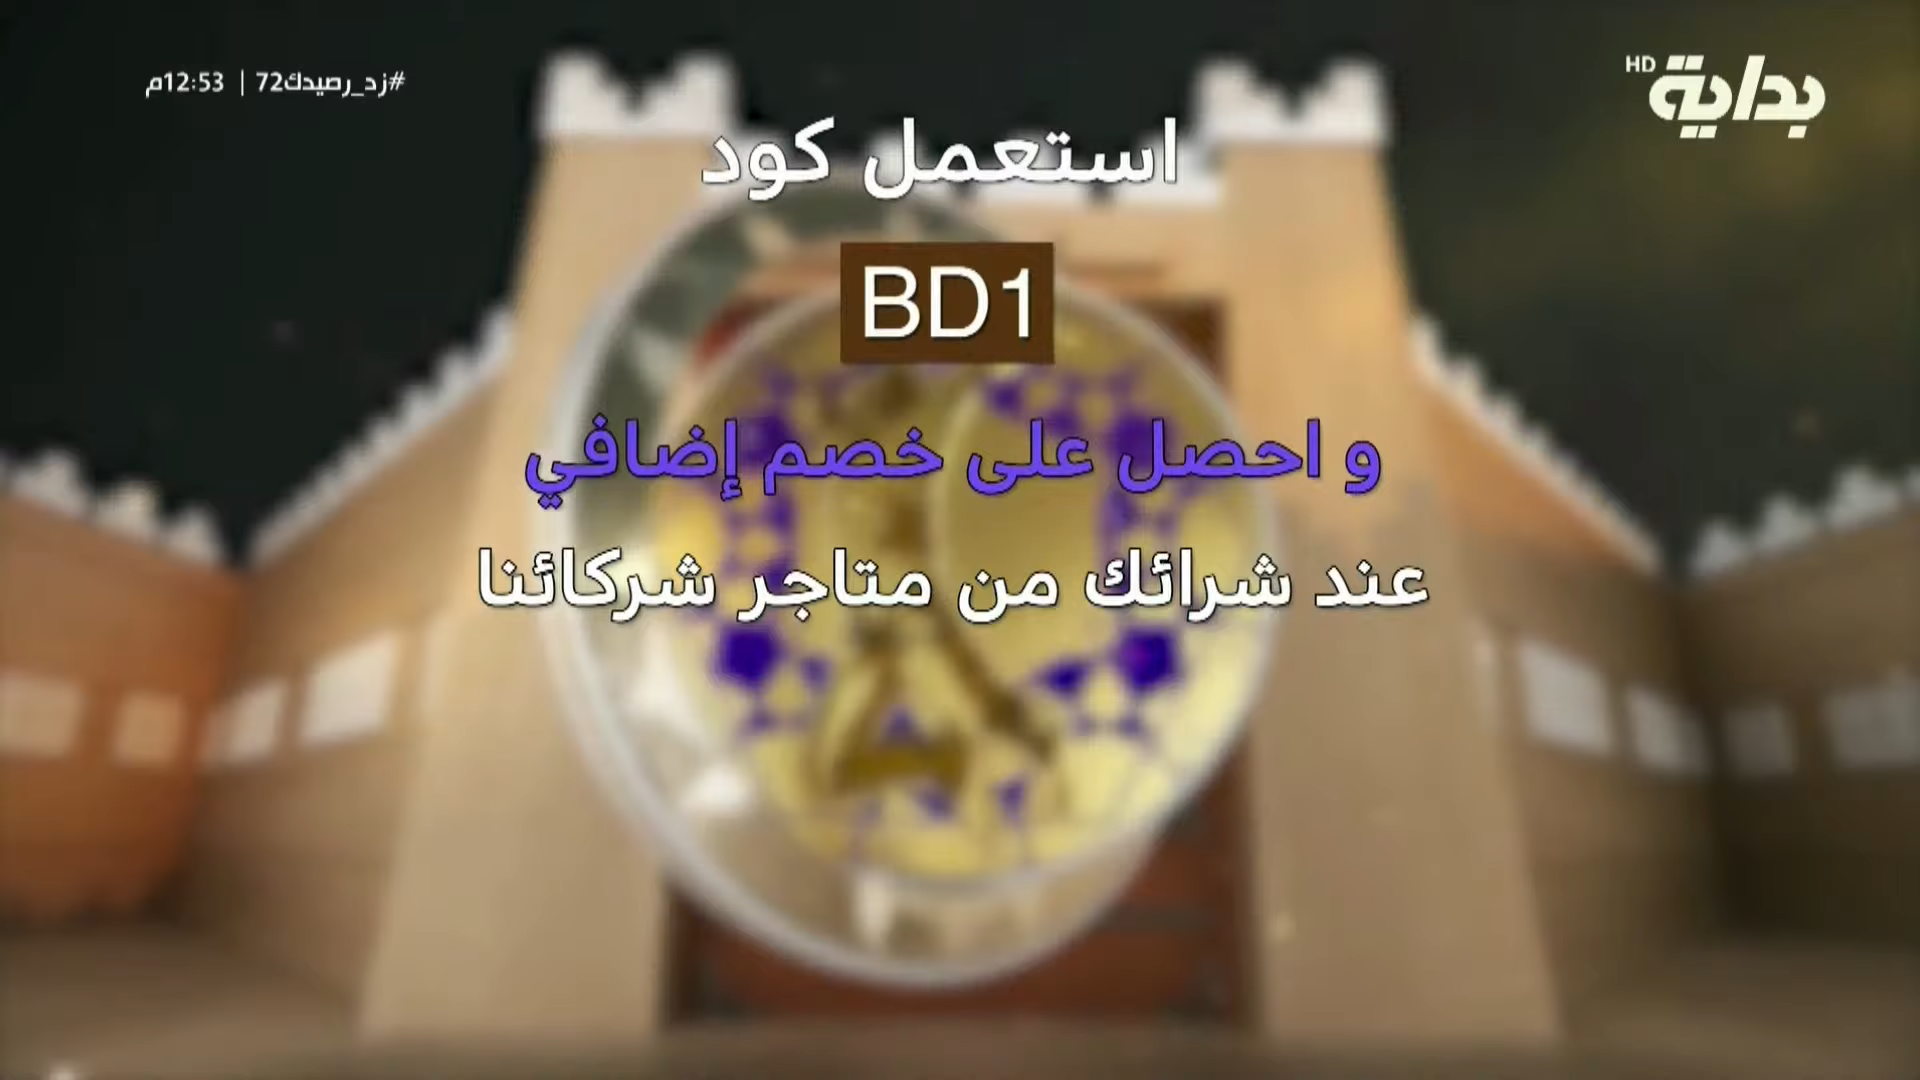 #زد_رصيدك72 | 12:53م
بداية HD
استعمل كود
BD1
و احصل على خصم إضافي
عند شرائك من متاجر شركائنا